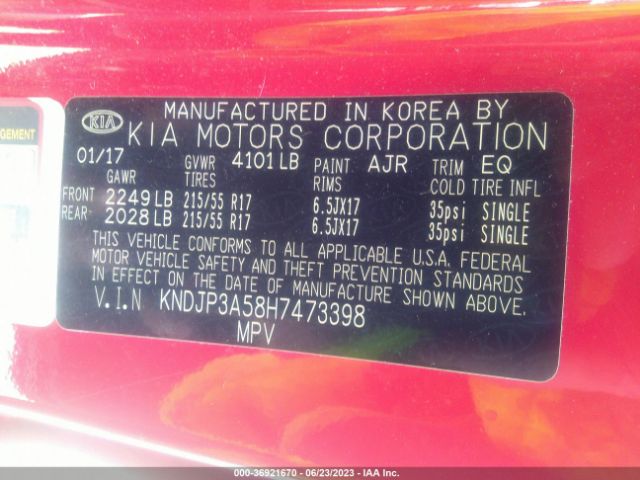 GEMENT
KIA MANUFACTURED IN KOREA BY
KIA MOTORS CORPORATION
01/17 GVWR 4101 LB PAINT AJR TRIM EQ
GAWR TIRES RIMS COLD TIRE INFL
FRONT 2249 LB 215/55 R17 6.5JX17 35psi SINGLE
REAR 2028 LB 215/55 R17 6.5JX17 35psi SINGLE
THIS VEHICLE CONFORMS TO ALL APPLICABLE U.S.A. FEDERAL
MOTOR VEHICLE SAFETY AND THEFT PREVENTION STANDARDS
IN EFFECT ON THE DATE OF MANUFACTURE SHOWN ABOVE.
V.I.N KNDJP3A58H7473398
MPV
000-36921670 - 06/23/2023 - IAA Inc.